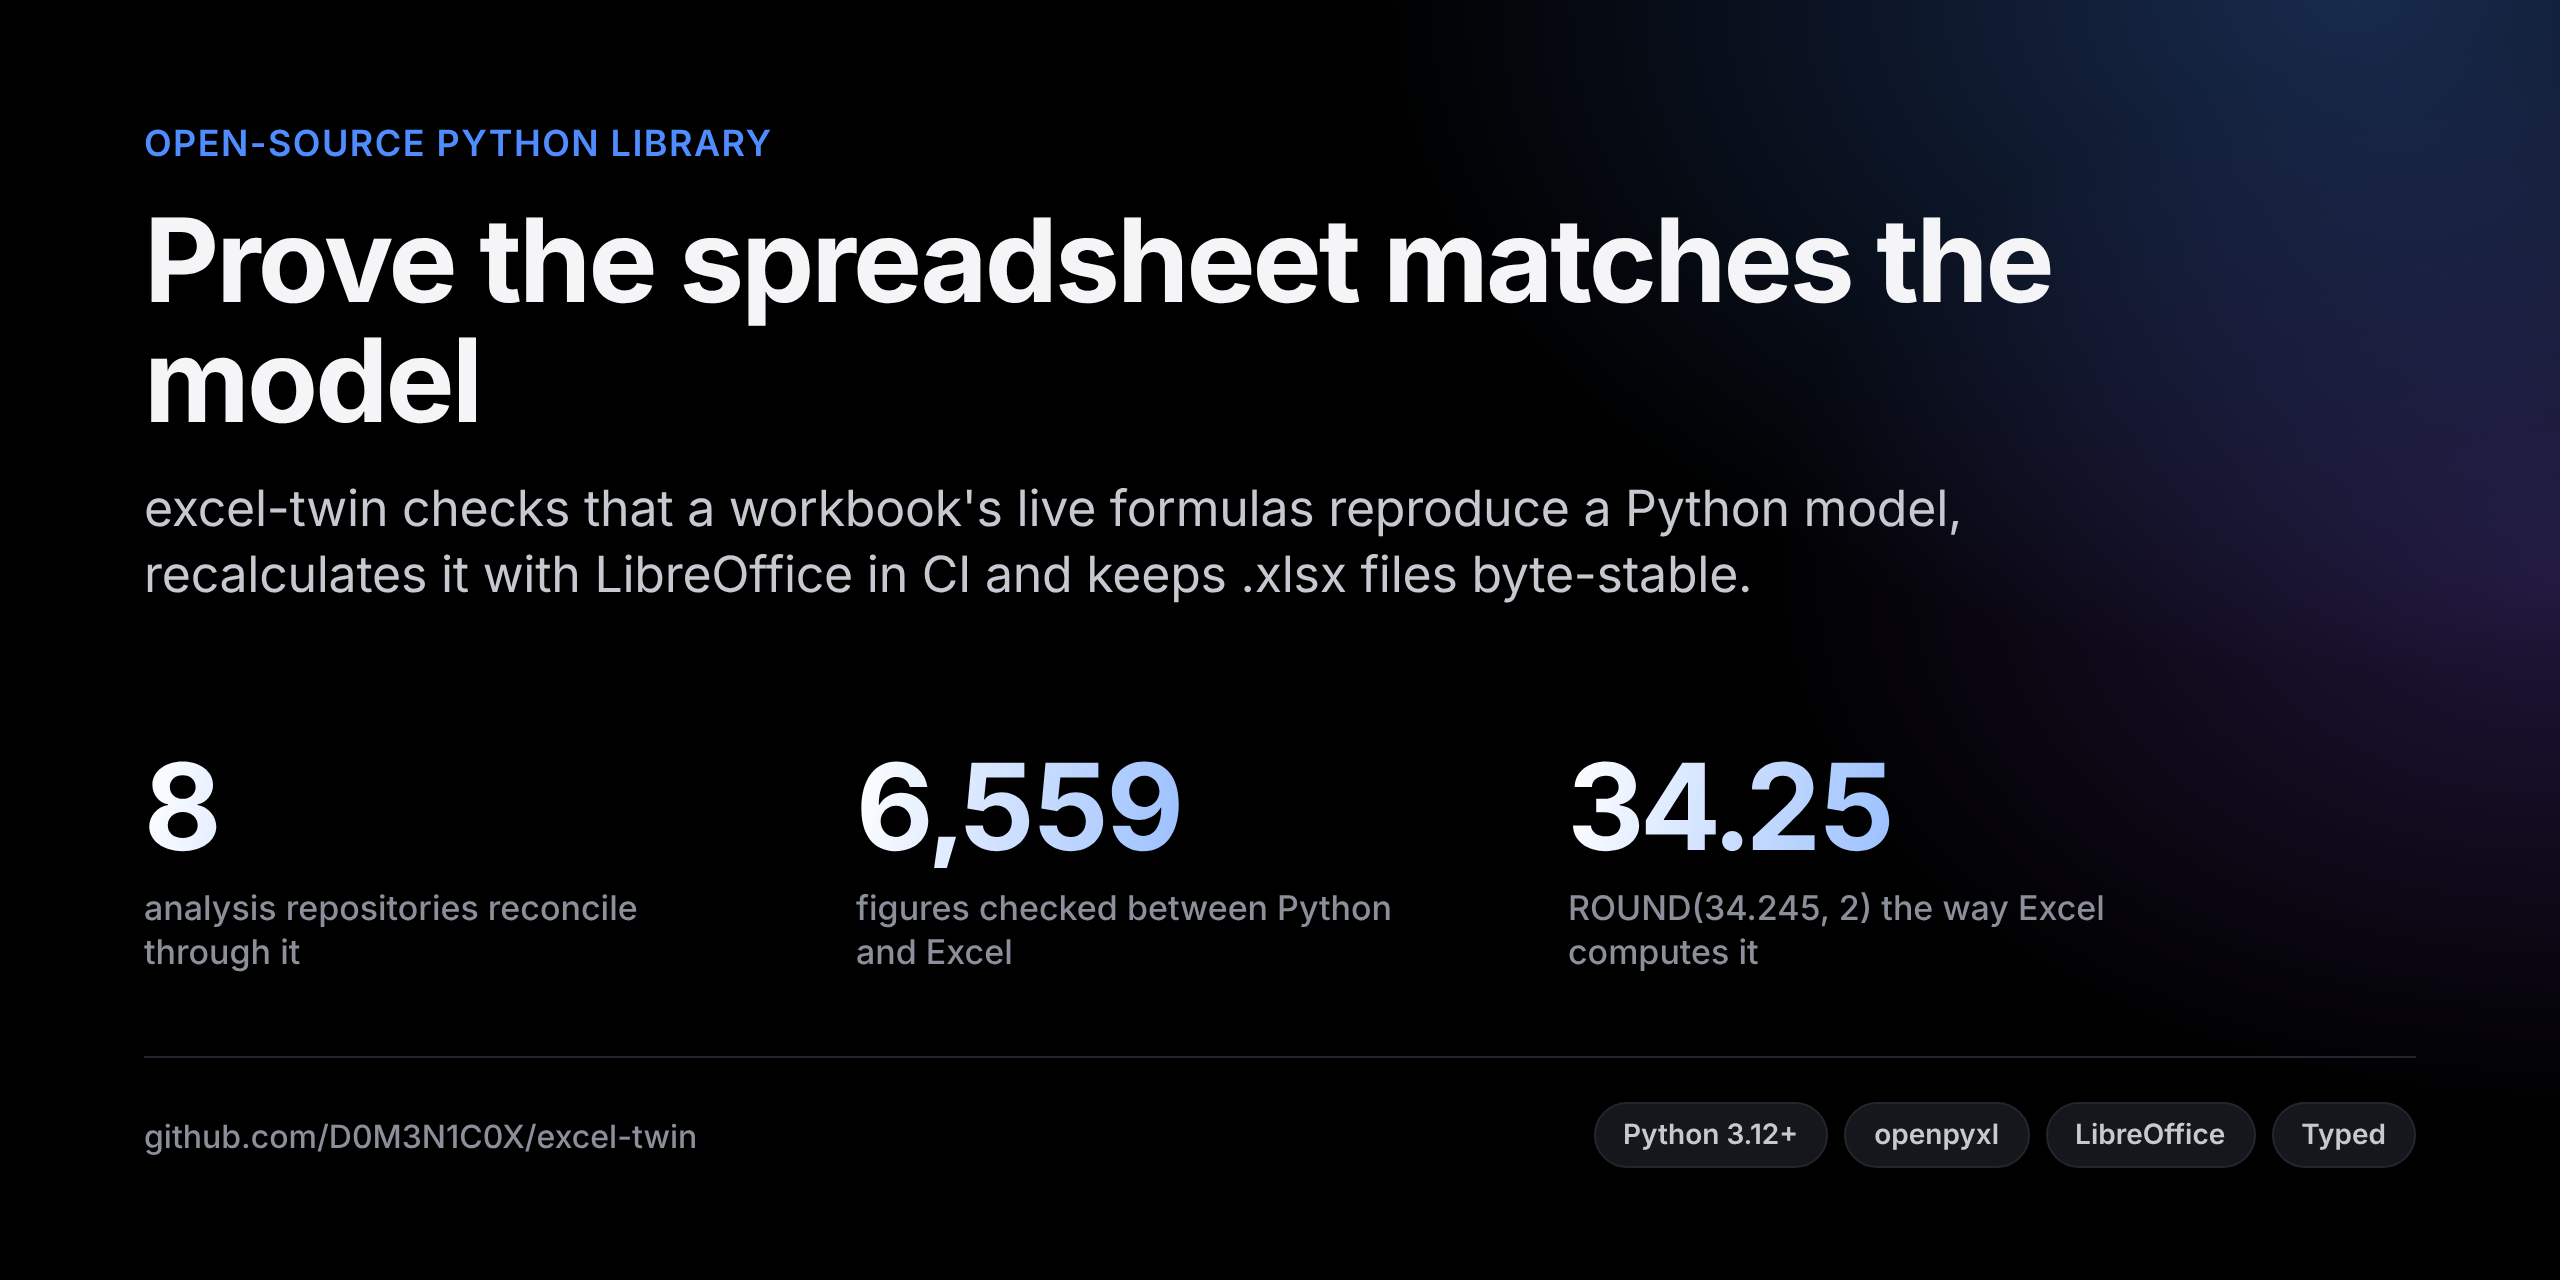 OPEN-SOURCE PYTHON LIBRARY
Prove the spreadsheet matches the
model
excel-twin checks that a workbook's live formulas reproduce a Python model,
recalculates it with LibreOffice in CI and keeps .xlsx files byte-stable.
8
analysis repositories reconcile
through it
6,559
figures checked between Python
and Excel
34.25
ROUND(34.245, 2) the way Excel
computes it
github.com/D0M3N1C0X/excel-twin
Python 3.12+
openpyxl
LibreOffice
Typed